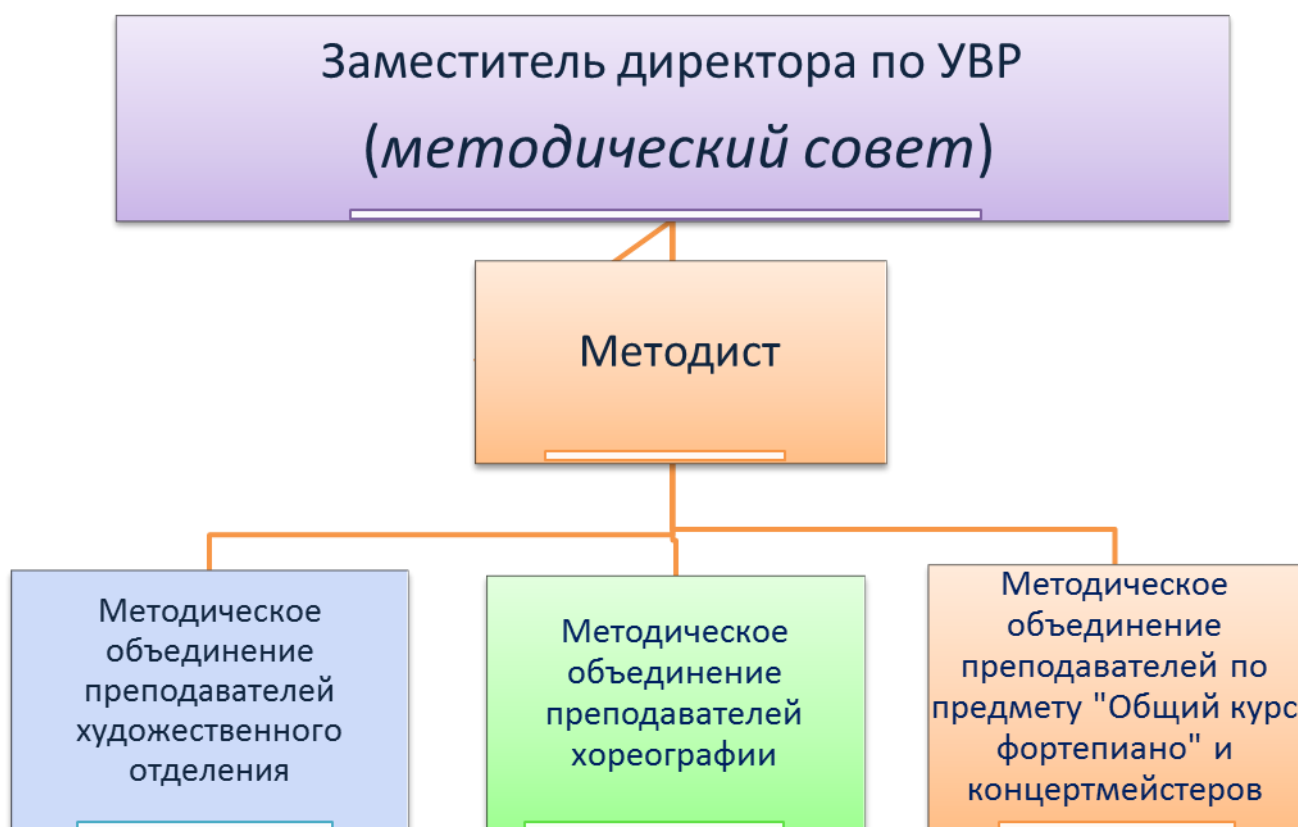 Заместитель директора по УВР
(методический совет)
Методист
Методическое
объединение
преподавателей
художественного
отделения
Методическое
объединение
преподавателей
хореографии
Методическое
объединение
преподавателей по
предмету "Общий курс
фортепиано" и
концертмейстеров